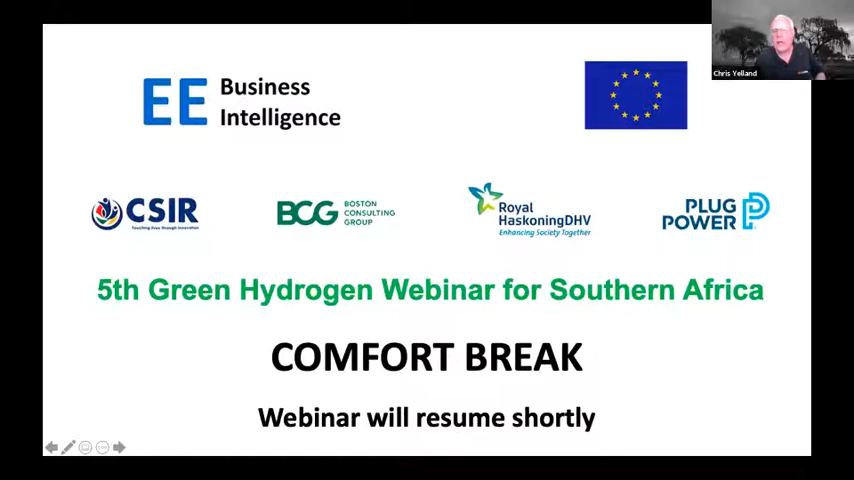 Chris Yelland
EE Business
Intelligence
CSIR
Touching lives through innovation
BCG BOSTON
CONSULTING
GROUP
Royal
HaskoningDHV
Enhancing Society Together
PLUG
POWER
5th Green Hydrogen Webinar for Southern Africa
COMFORT BREAK
Webinar will resume shortly